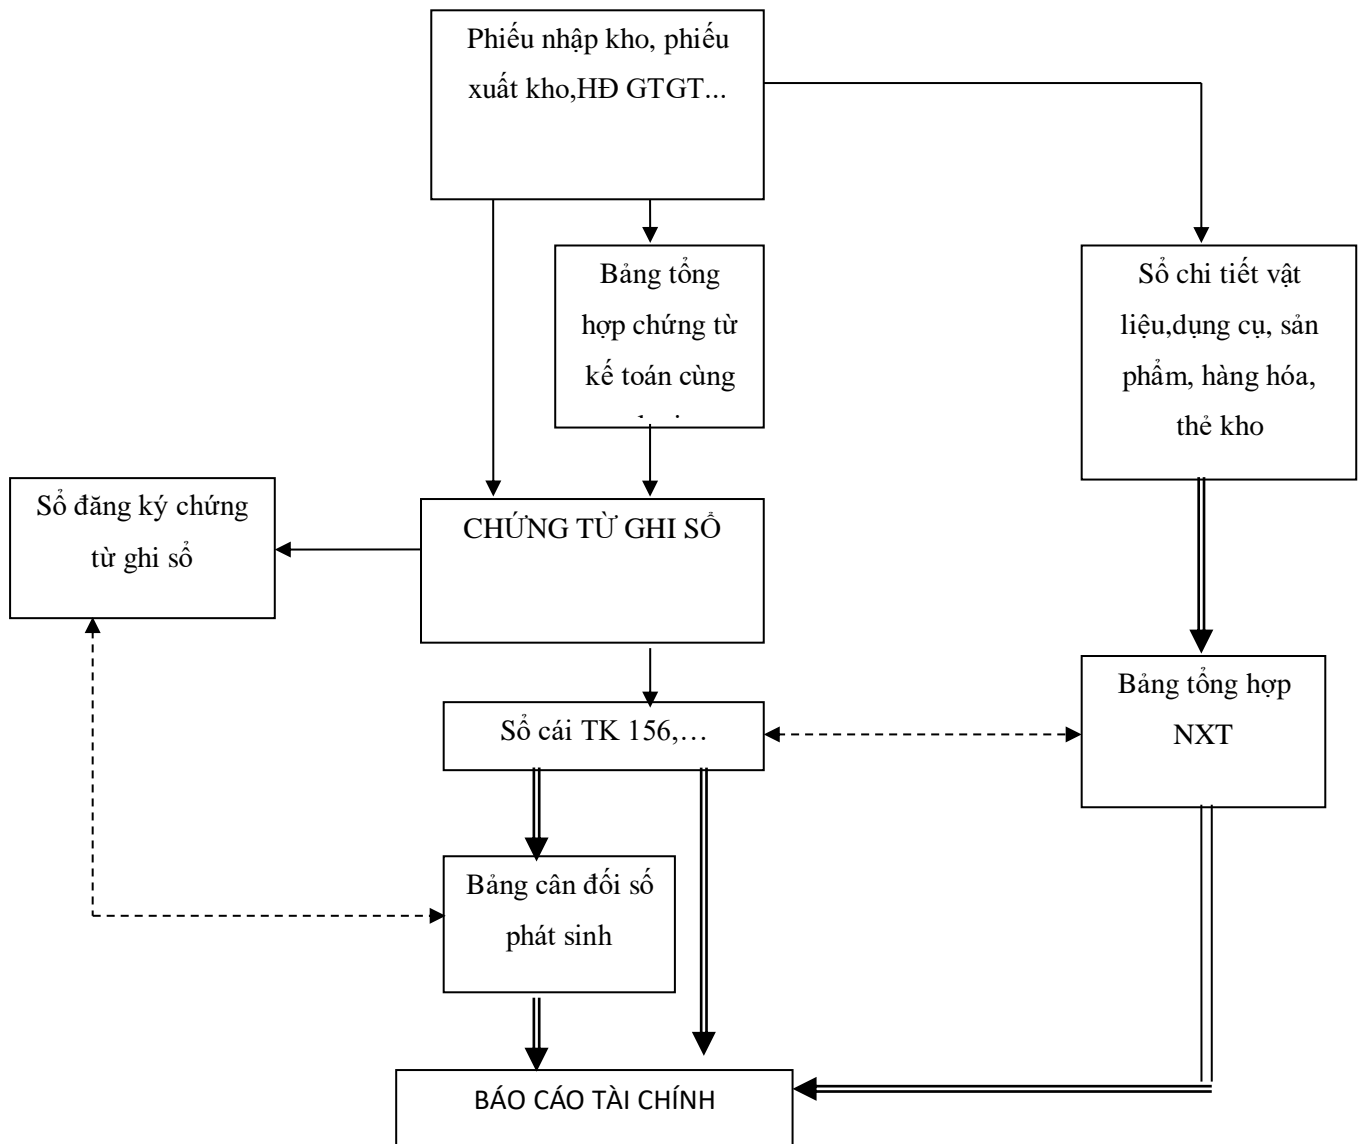 Phiếu nhập kho, phiếu
xuất kho,HĐ GTGT...
Bảng tổng
hợp chứng từ
kế toán cùng
Sổ chi tiết vật
liệu,dụng cụ, sản
phẩm, hàng hóa,
thẻ kho
Sổ đăng ký chứng
từ ghi sổ
CHỨNG TỪ GHI SỔ
Sổ cái TK 156,…
Bảng tổng hợp
NXT
Bảng cân đối số
phát sinh
BÁO CÁO TÀI CHÍNH